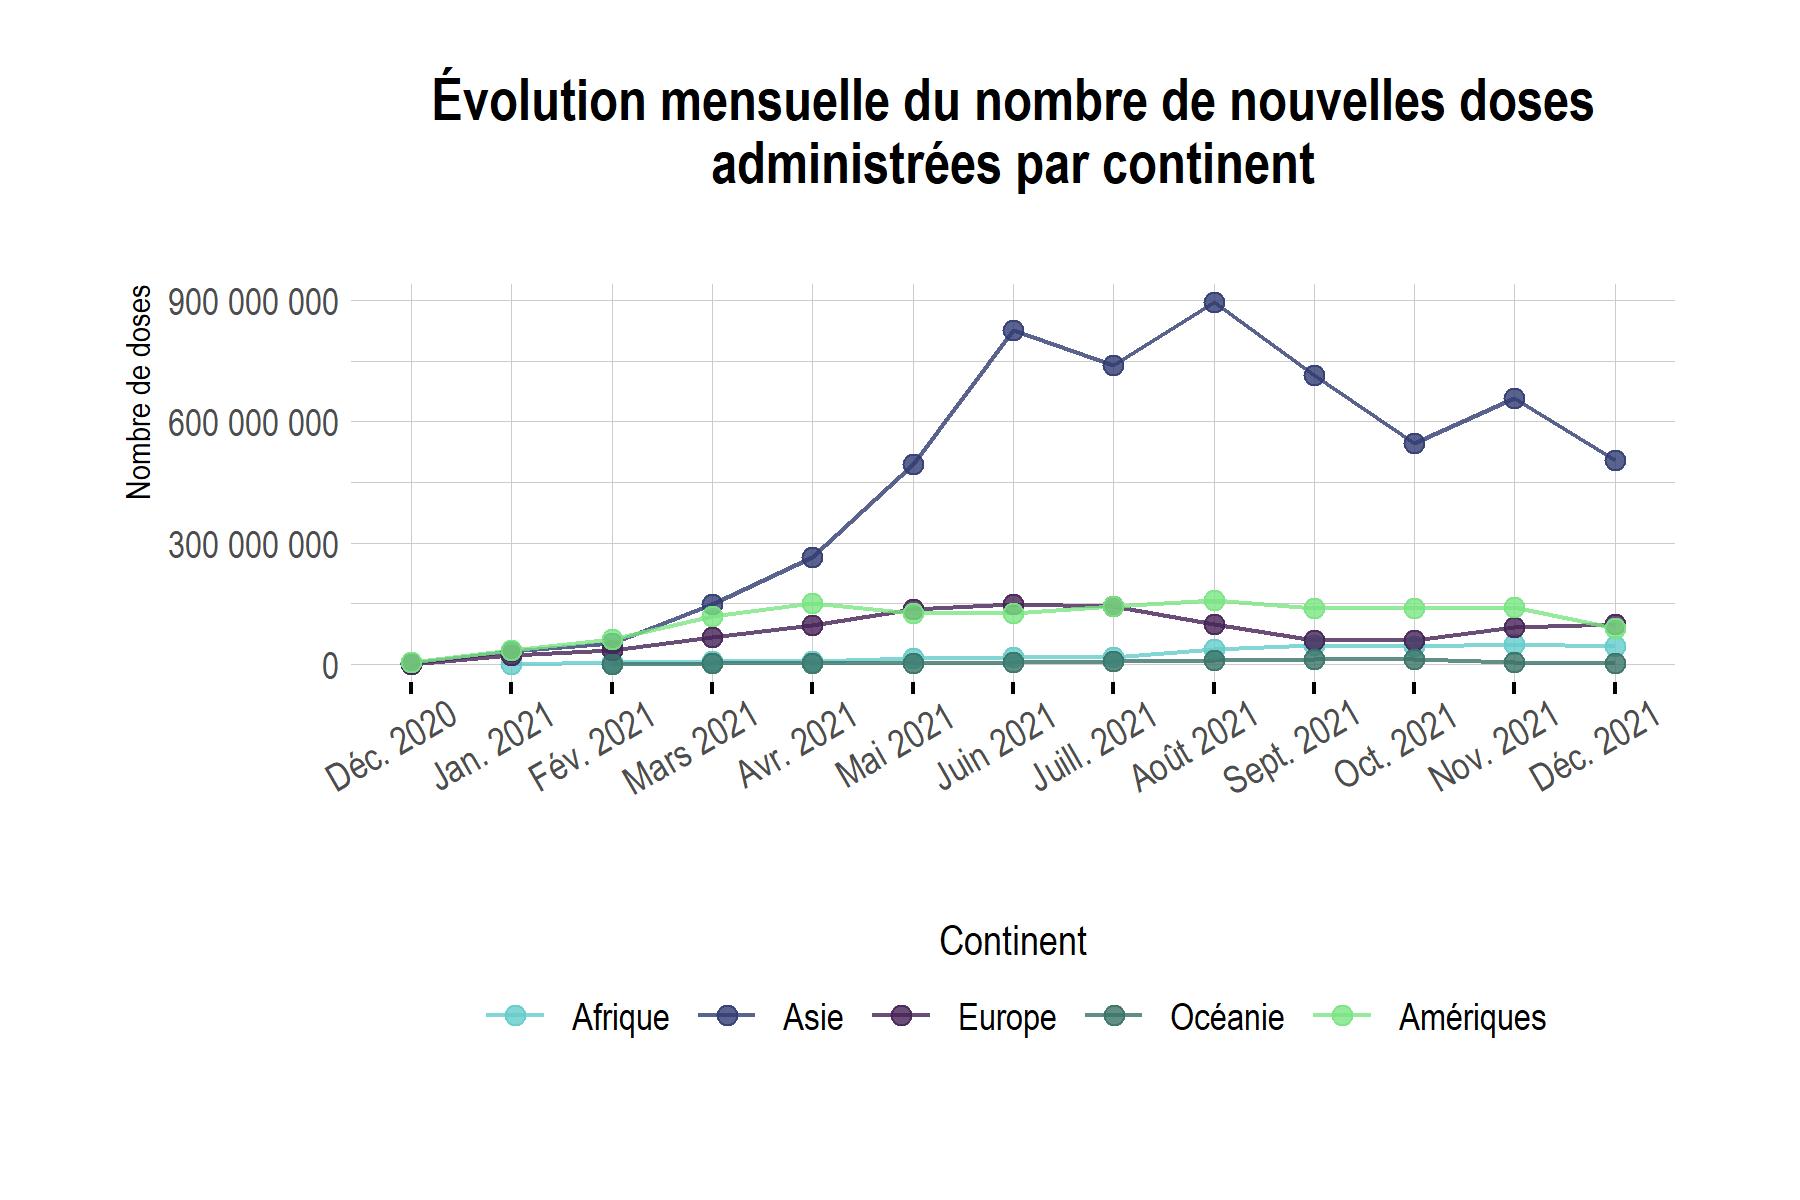 Évolution mensuelle du nombre de nouvelles doses
administrées par continent
Nombre de doses
900 000 000
600 000 000
300 000 000
0
Déc. 2020
Jan. 2021
Fév. 2021
Mars 2021
Avr. 2021
Mai 2021
Juin 2021
Juill. 2021
Août 2021
Sept. 2021
Oct. 2021
Nov. 2021
Déc. 2021
Continent
Afrique
Asie
Europe
Océanie
Amériques